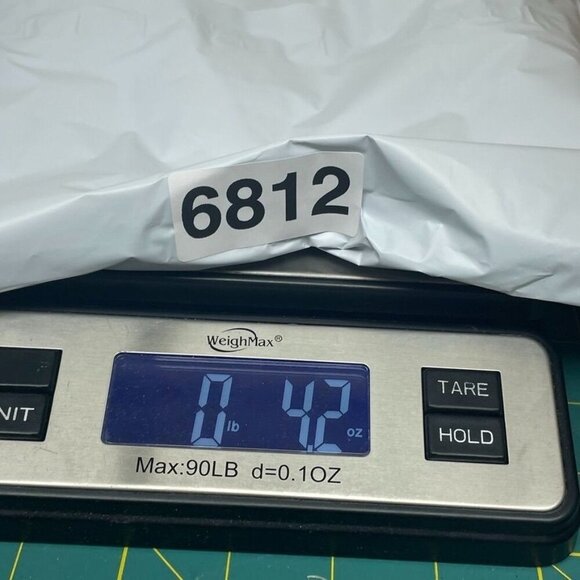 6812
WeighMax®
0 lb 4.2 oz
TARE
NIT
HOLD
Max:90LB d=0.1OZ